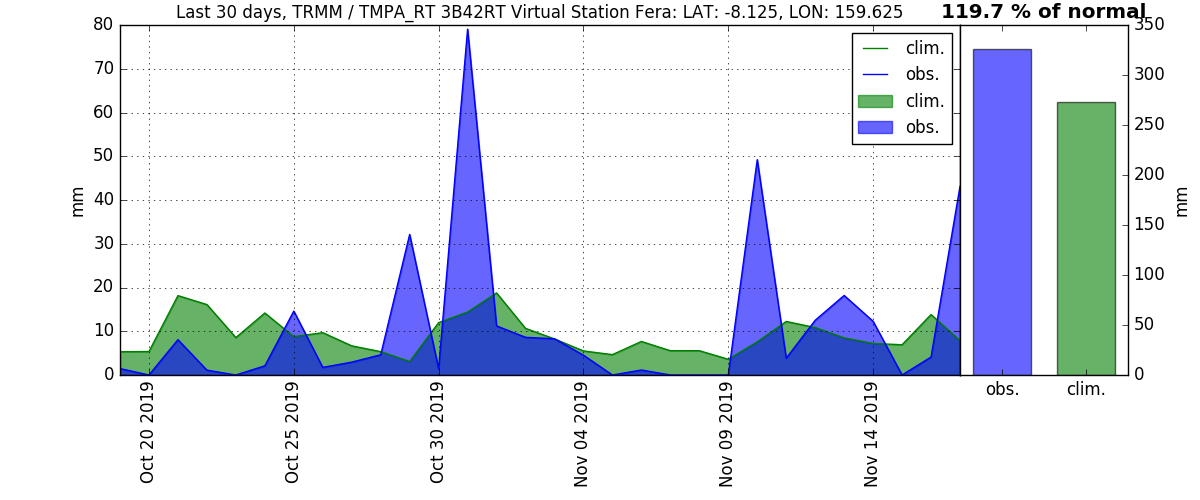 Last 30 days, TRMM / TMPA_RT 3B42RT Virtual Station Fera: LAT: -8.125, LON: 159.625
119.7 % of normal
80
70
60
50
40
30
20
10
0
mm
clim.
obs.
clim.
obs.
Oct 20 2019
Oct 25 2019
Oct 30 2019
Nov 04 2019
Nov 09 2019
Nov 14 2019
350
300
250
200
150
100
50
0
mm
obs.
clim.